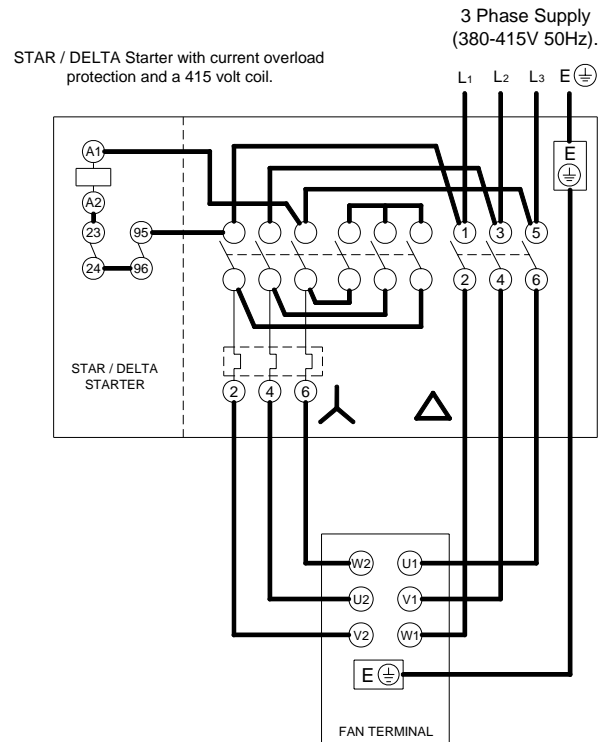 3 Phase Supply
(380-415V 50Hz).
STAR / DELTA Starter with current overload
protection and a 415 volt coil.
L1 L2 L3 E
A1
E
A2
23 95 1 3 5
24 96 2 4 6
STAR / DELTA
STARTER
2 4 6
W2 U1
U2 V1
V2 W1
E
FAN TERMINAL